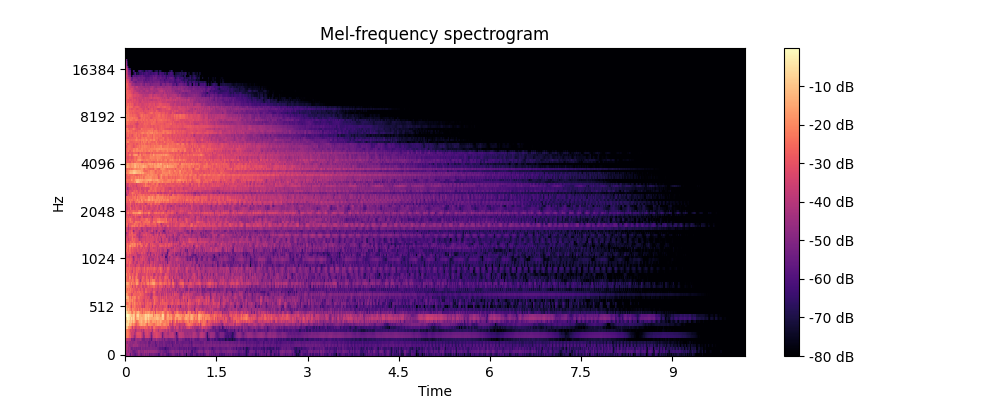 Mel-frequency spectrogram
Hz
16384
8192
4096
2048
1024
512
0
0 1.5 3 4.5 6 7.5 9
Time
-10 dB
-20 dB
-30 dB
-40 dB
-50 dB
-60 dB
-70 dB
-80 dB